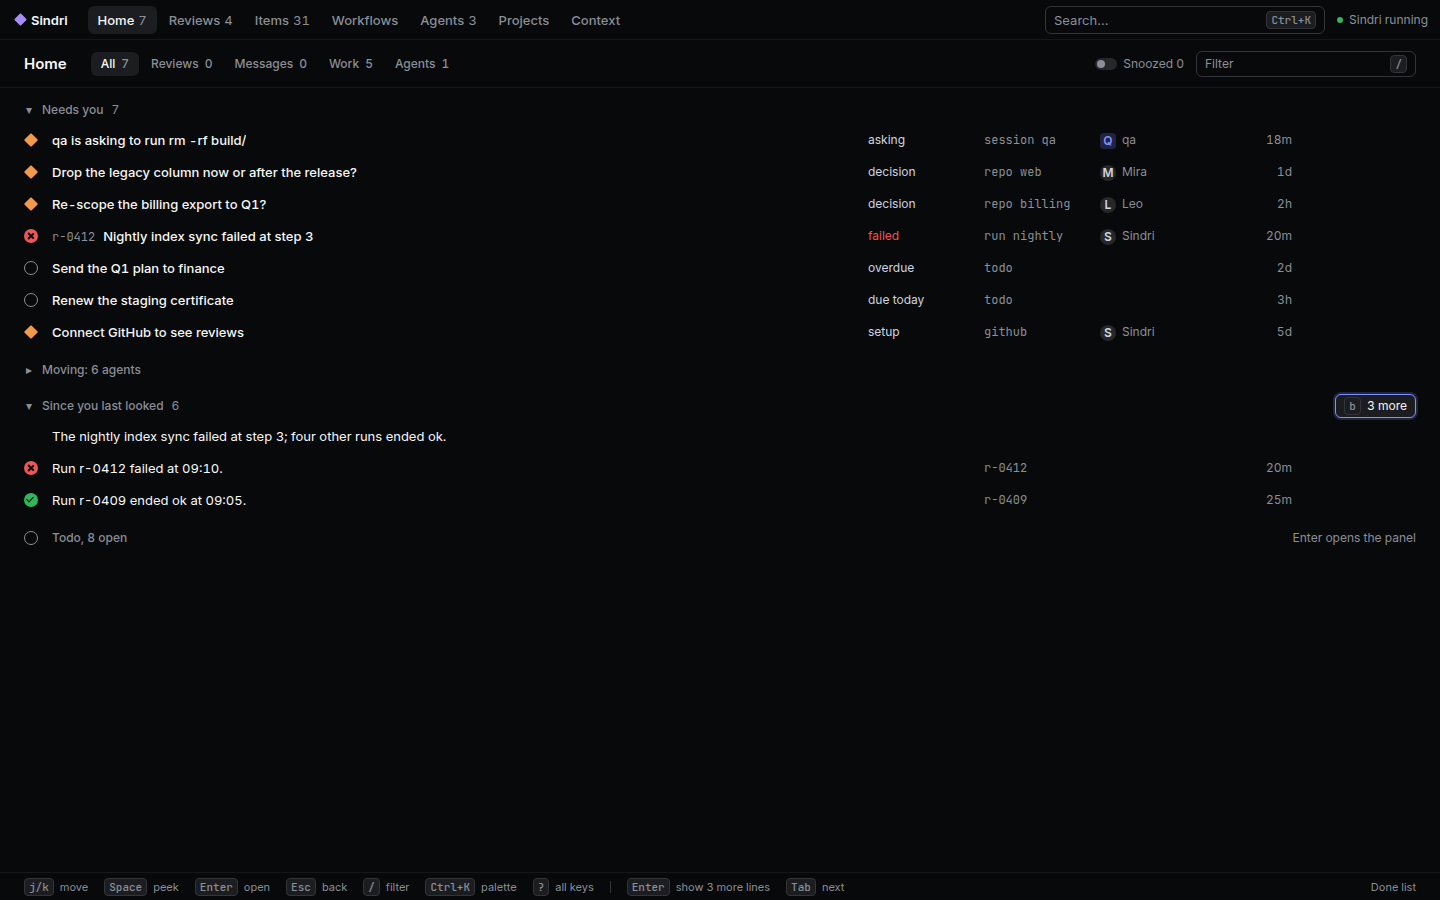 Sindri Home 7 Reviews 4 Items 31 Workflows Agents 3 Projects Context Search... Ctrl+K Sindri running
Home All 7 Reviews 0 Messages 0 Work 5 Agents 1 Snoozed 0 Filter /
Needs you 7
qa is asking to run rm -rf build/ asking session qa Q qa 18m
Drop the legacy column now or after the release? decision repo web M Mira 1d
Re-scope the billing export to Q1? decision repo billing L Leo 2h
r-0412 Nightly index sync failed at step 3 failed run nightly S Sindri 20m
Send the Q1 plan to finance overdue todo 2d
Renew the staging certificate due today todo 3h
Connect GitHub to see reviews setup github S Sindri 5d
Moving: 6 agents
Since you last looked 6 b 3 more
The nightly index sync failed at step 3; four other runs ended ok.
Run r-0412 failed at 09:10. r-0412 20m
Run r-0409 ended ok at 09:05. r-0409 25m
Todo, 8 open Enter opens the panel
j/k move Space peek Enter open Esc back / filter Ctrl+K palette ? all keys Enter show 3 more lines Tab next Done list